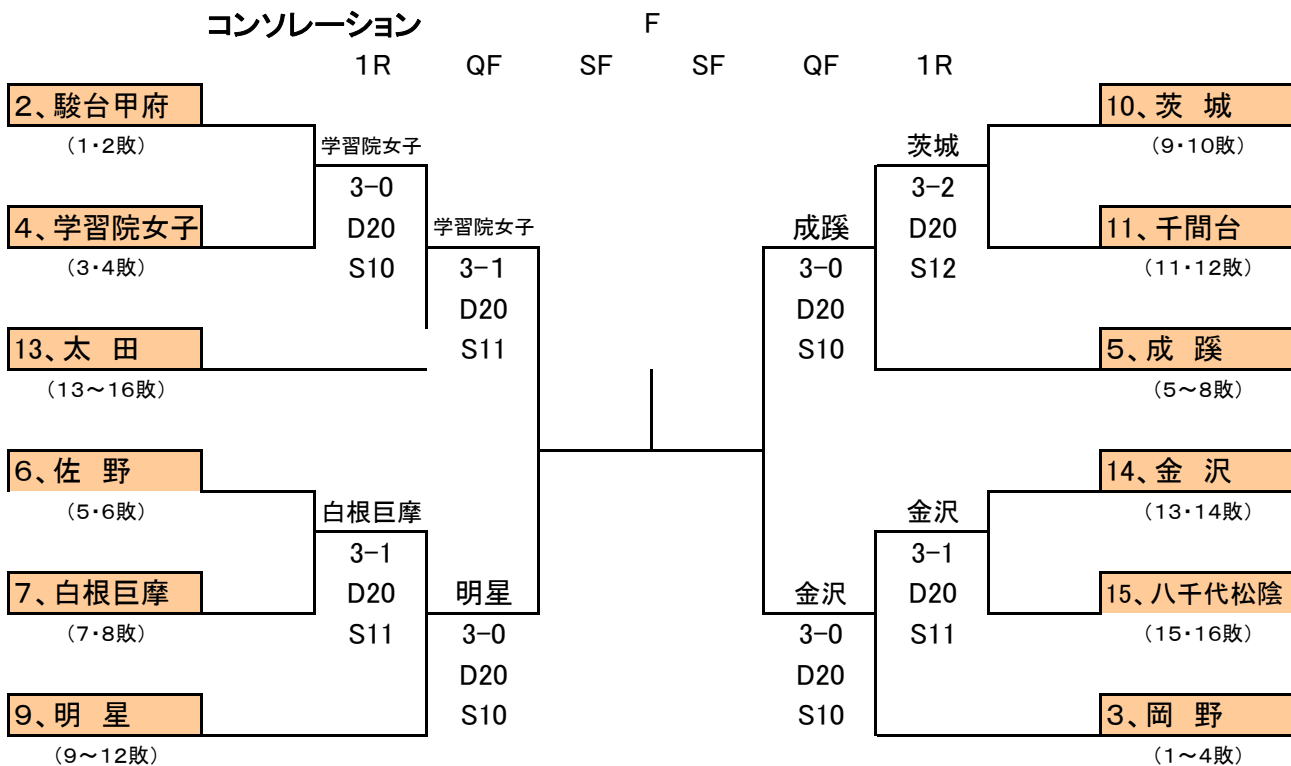 コンソレーション F
1R QF SF SF QF 1R
2、駿台甲府
(1・2敗)
4、学習院女子
(3・4敗)
13、太 田
(13～16敗)
6、佐 野
(5・6敗)
7、白根巨摩
(7・8敗)
9、明 星
(9～12敗)
学習院女子
3-0
D20
S10
白根巨摩
3-1
D20
S11
学習院女子
3-1
D20
S11
明星
3-0
D20
S10
成蹊
3-0
D20
S10
金沢
3-0
D20
S10
茨城
3-2
D20
S12
金沢
3-1
D20
S11
10、茨 城
(9・10敗)
11、千間台
(11・12敗)
5、成 蹊
(5～8敗)
14、金 沢
(13・14敗)
15、八千代松陰
(15・16敗)
3、岡 野
(1～4敗)